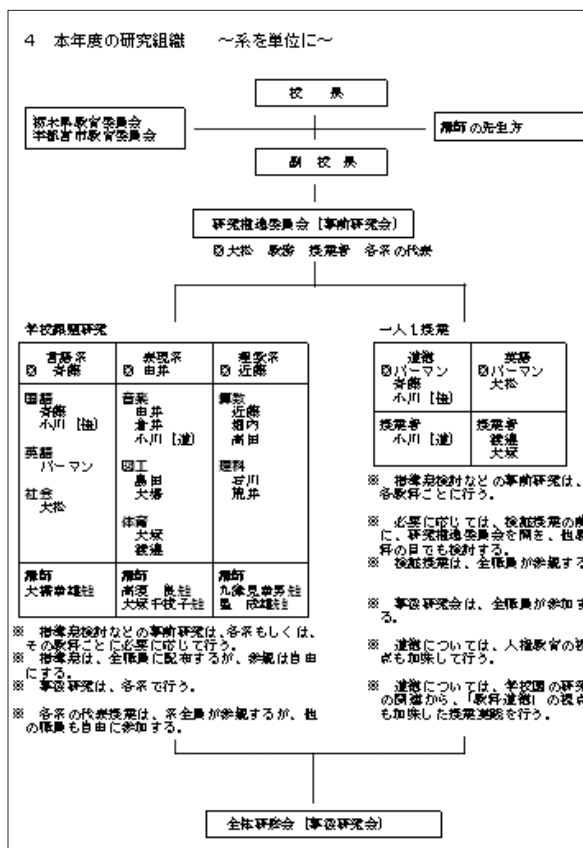 ４ 本年度の研究組織 ～系を単位に～
校 長
栃木県教育委員会
宇都宮市教育委員会
講師の先生方
副 校 長
研究推進委員会［事前研究会］
大松 教務 授業者 各系の代表
学校課題研究
言語系
斉藤
表現系
由井
理数系
近藤
国語
斉藤
小川［
英語
パーマン
社会
大松
音楽
由井
倉井
小川［道］
図工
島田
大場
体育
大塚
渡邉
算数
近藤
堀内
高田
理科
石川
荒井
講師
講師
講師
一人１授業
道徳
パーマン
斉藤
小川［
英語
パーマン
大松
授業者
小川［道］
授業者
渡邉
大塚
※ 指導案検討などの事前研究は、各系もしくは、
その教科ごとに必要に応じて行う。
※ 指導案は、全職員に配布するが、参観は自由
にする。
※ 事後研究は、各系で行う。
※ 各系の代表授業は、系全員が参観するが、他
の職員も自由に参加する。
※ 指導案検討などの事前研究は、
各教科ごとに行う。
※ 必要に応じては、検証授業の前
に、研究推進委員会を開き、他教
科の目でも検討する。
※ 検証授業は、全職員が参観する
※ 事後研究会は、全職員が参加す
る。
※ 道徳については、人権教育の視
点も加味して行う。
※ 道徳については、学校園の研究
の関連から、「教科道徳」の視点
も加味した授業実践を行う。
全体研修会［事後研究会］